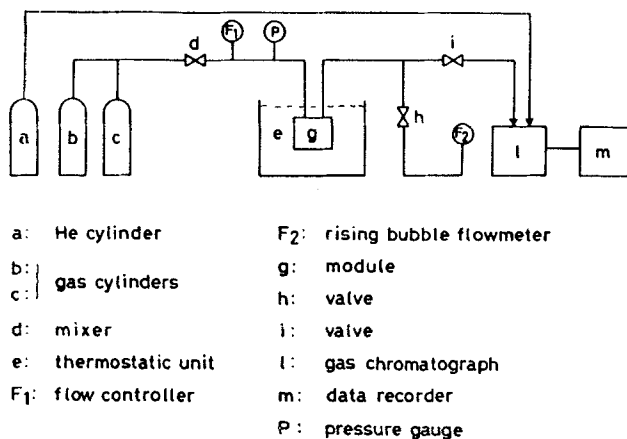 F₁
P
d
i
a
b
c
e
g
h
F₂
l
m
a: He cylinder
b:
c:
gas cylinders
d: mixer
e: thermostatic unit
F₁: flow controller
F₂: rising bubble flowmeter
g: module
h: valve
i: valve
l: gas chromatograph
m: data recorder
P: pressure gauge